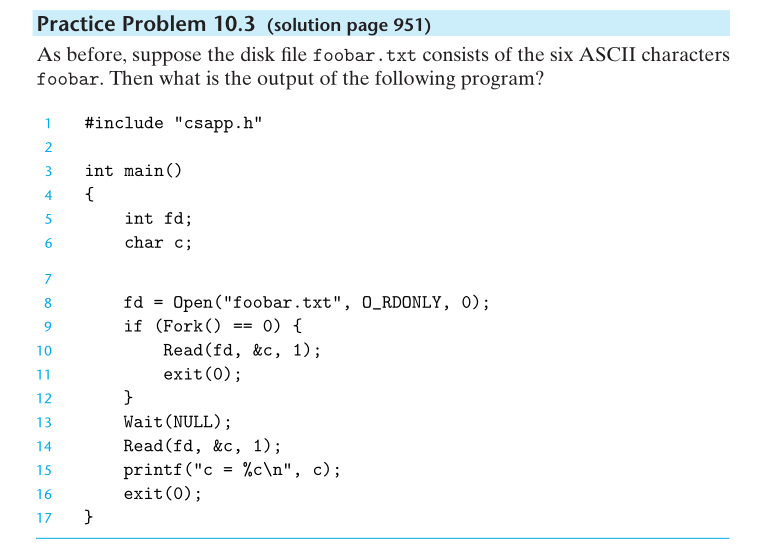 Practice Problem 10.3 (solution page 951)
As before, suppose the disk file foobar.txt consists of the six ASCII characters
foobar. Then what is the output of the following program?
1 #include "csapp.h"
2
3 int main()
4 {
5 int fd;
6 char c;
7
8 fd = Open("foobar.txt", O_RDONLY, 0);
9 if (Fork() == 0) {
10 Read(fd, &c, 1);
11 exit(0);
12 }
13 Wait(NULL);
14 Read(fd, &c, 1);
15 printf("c = %c\n", c);
16 exit(0);
17 }